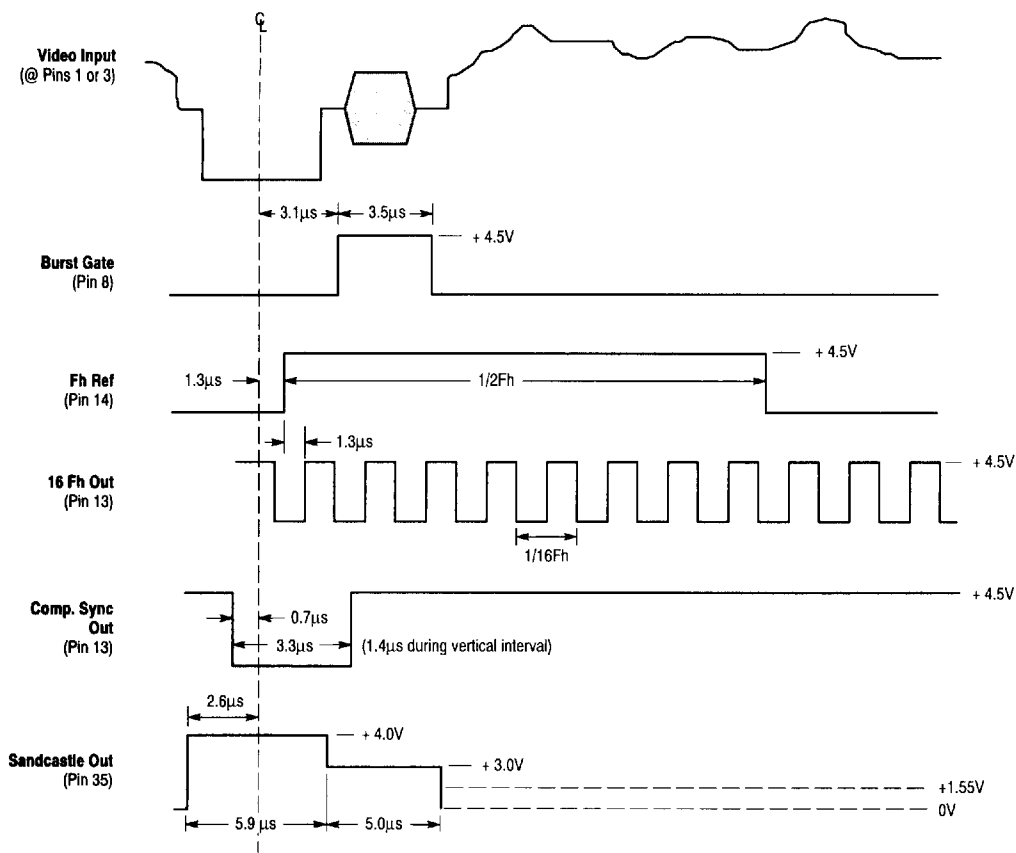 ℄
Video Input
(@ Pins 1 or 3)
3.1µs
3.5µs
+ 4.5V
Burst Gate
(Pin 8)
+ 4.5V
1.3µs
Fh Ref
(Pin 14)
1/2Fh
1.3µs
16 Fh Out
(Pin 13)
+ 4.5V
1/16Fh
+ 4.5V
Comp. Sync
Out
(Pin 13)
0.7µs
3.3µs
(1.4µs during vertical interval)
2.6µs
+ 4.0V
Sandcastle Out
(Pin 35)
+ 3.0V
+1.55V
0V
5.9 µs
5.0µs